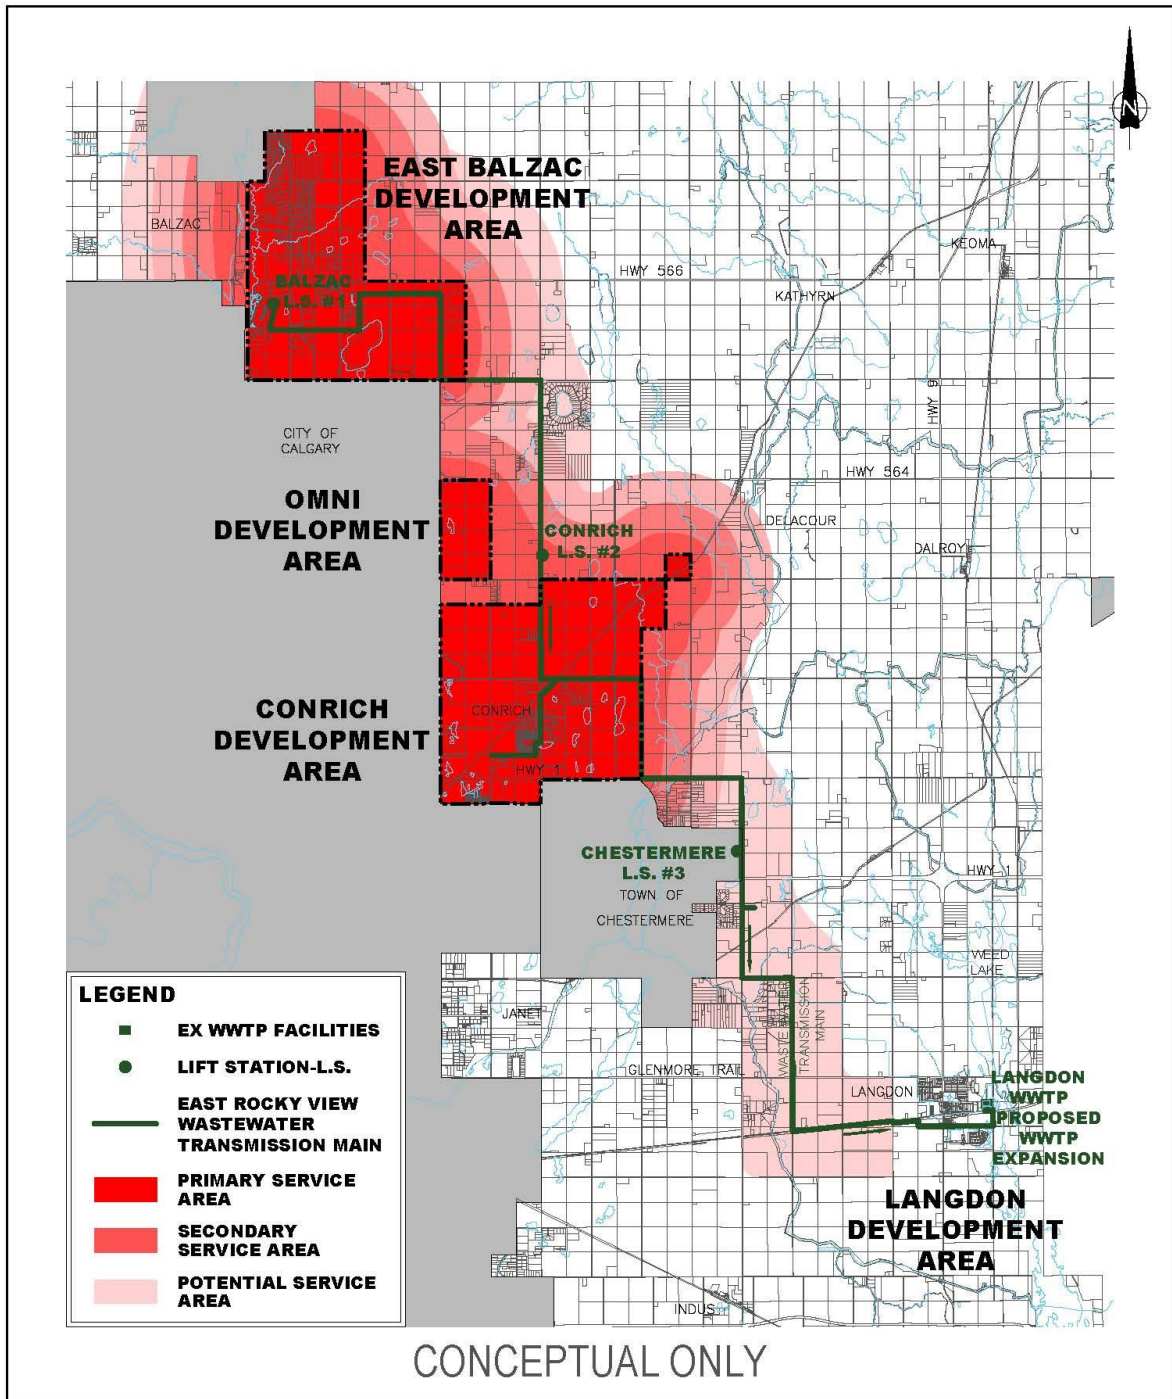 N
EAST BALZAC
DEVELOPMENT
AREA
BALZAC
KEOMA
HWY 566
BALZAC
L.S. #1
KATHYRN
HWY 9
CITY OF
CALGARY
HWY 564
OMNI
DEVELOPMENT
AREA
CONRICH
L.S. #2
DELACOUR
DALROY
CONRICH
DEVELOPMENT
AREA
CONRICH
HWY 1
CHESTERMERE
L.S. #3
HWY 1
TOWN OF
CHESTERMERE
WEED
LAKE
JANET
WASTE WATER
TRANSMISSION
MAIN
GLENMORE TRAIL
LANGDON
LANGDON
WWTP
PROPOSED
WWTP
EXPANSION
LANGDON
DEVELOPMENT
AREA
INDUS
LEGEND
EX WWTP FACILITIES
LIFT STATION-L.S.
EAST ROCKY VIEW
WASTEWATER
TRANSMISSION MAIN
PRIMARY SERVICE
AREA
SECONDARY
SERVICE AREA
POTENTIAL SERVICE
AREA
CONCEPTUAL ONLY